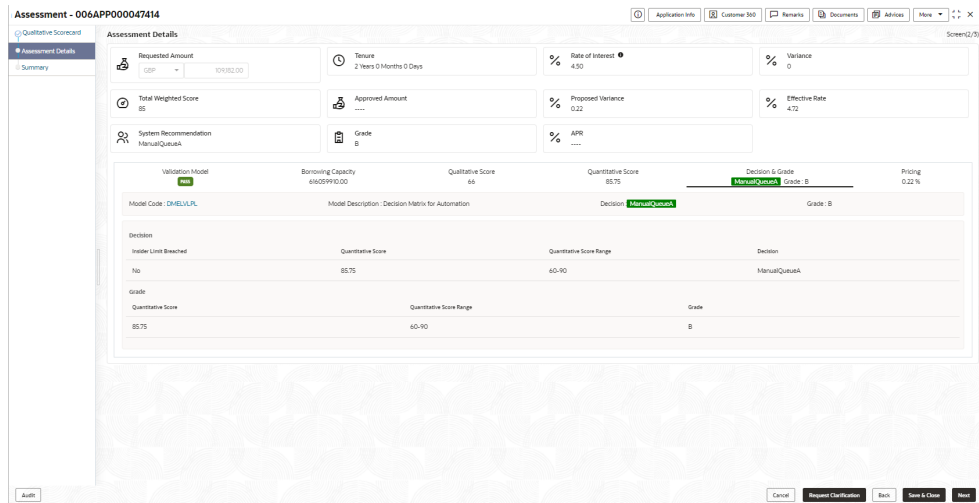 Assessment - 006APP000047414
Application Info Customer 360 Remarks Documents Advices More
Qualitative Scorecard
Assessment Details
Summary
Assessment Details Screen(2/3)
Requested Amount
GBP 109,182.00
Tenure
2 Years 0 Months 0 Days
Rate of Interest
4.50
Variance
0
Total Weighted Score
85
Approved Amount
----
Proposed Variance
0.22
Effective Rate
4.72
System Recommendation
ManualQueueA
Grade
B
APR
----
Validation Model
PASS
Borrowing Capacity
616059910.00
Qualitative Score
66
Quantitative Score
85.75
Decision & Grade
ManualQueueA Grade : B
Pricing
0.22 %
Model Code : DMELVLPL Model Description : Decision Matrix for Automation Decision ManualQueueA Grade : B
Decision
Insider Limit Breached Quantitative Score Quantitative Score Range Decision
No 85.75 60-90 ManualQueueA
Grade
Quantitative Score Quantitative Score Range Grade
85.75 60-90 B
Audit Cancel Request Clarification Back Save & Close Next